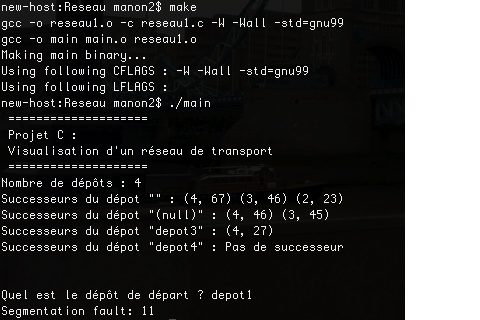 new-host:Reseau manon2$ make
gcc -o reseau1.o -c reseau1.c -W -Wall -std=gnu99
gcc -o main main.o reseau1.o
Making main binary...
Using following CFLAGS : -W -Wall -std=gnu99
Using following LFLAGS :
new-host:Reseau manon2$ ./main
====================
Projet C :
Visualisation d'un réseau de transport
====================
Nombre de dépôts : 4
Successeurs du dépot "" : (4, 67) (3, 46) (2, 23)
Successeurs du dépot "(null)" : (4, 46) (3, 45)
Successeurs du dépot "depot3" : (4, 27)
Successeurs du dépot "depot4" : Pas de successeur
Quel est le dépôt de départ ? depot1
Segmentation fault: 11